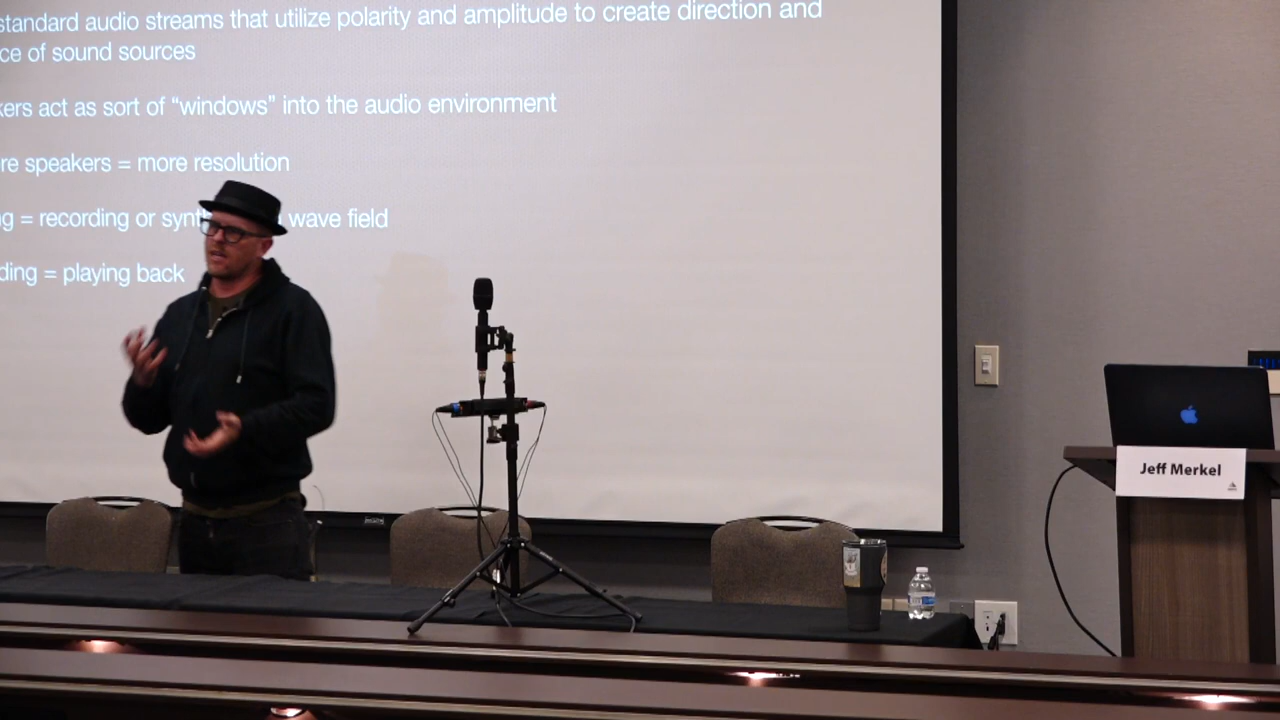 standard audio streams that utilize polarity and amplitude to create direction and
ce of sound sources
kers act as sort of “windows” into the audio environment
re speakers = more resolution
ng = recording or synt wave field
ding = playing back
Jeff Merkel